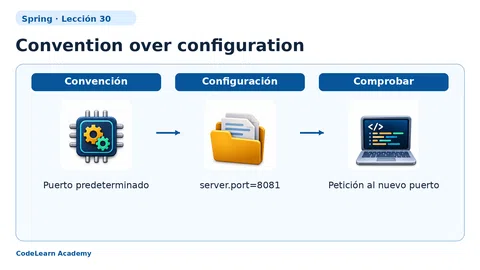 Spring · Lección 30
Convention over configuration
Convención
Configuración
Comprobar
</>
Puerto predeterminado
server.port=8081
Petición al nuevo puerto
CodeLearn Academy